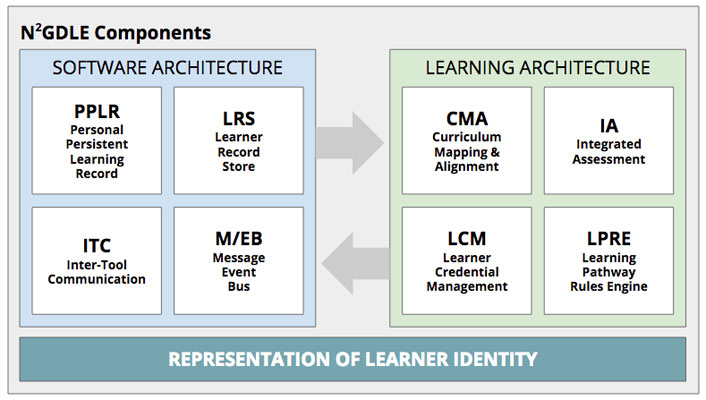 N²GDLE Components
SOFTWARE ARCHITECTURE
PPLR
Personal
Persistent
Learning
Record
LRS
Learner
Record
Store
ITC
Inter-Tool
Communication
M/EB
Message
Event
Bus
LEARNING ARCHITECTURE
CMA
Curriculum
Mapping &
Alignment
IA
Integrated
Assessment
LCM
Learner
Credential
Management
LPRE
Learning
Pathway
Rules Engine
REPRESENTATION OF LEARNER IDENTITY